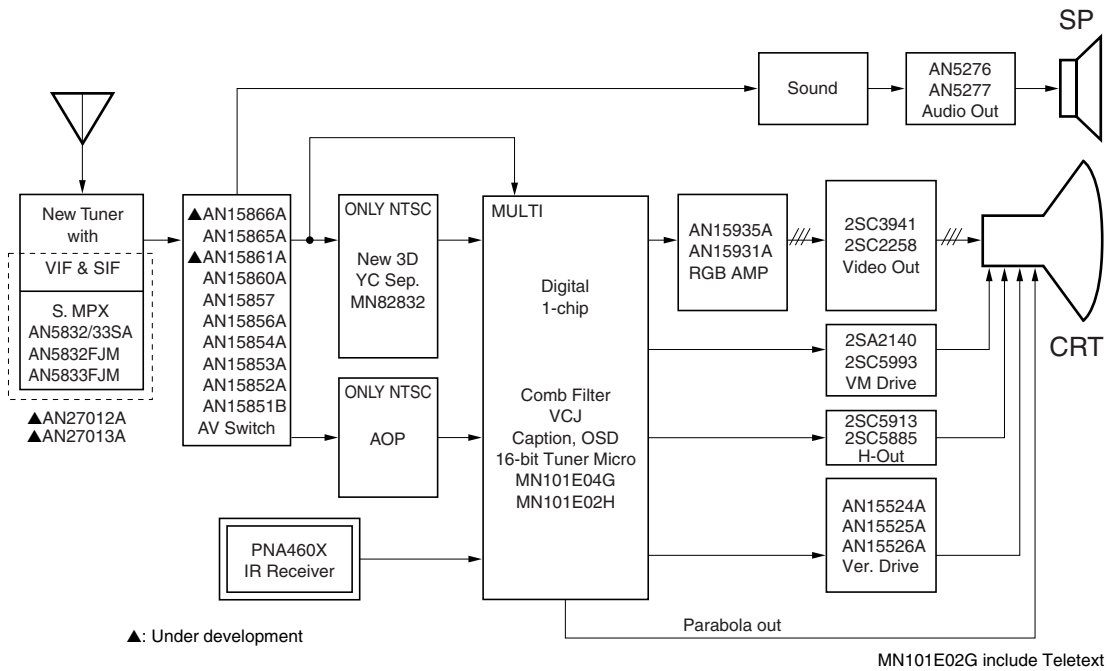 SP
Sound
AN5276
AN5277
Audio Out
New Tuner
with
VIF & SIF
S. MPX
AN5832/33SA
AN5832FJM
AN5833FJM
▲AN27012A
▲AN27013A
▲AN15866A
AN15865A
▲AN15861A
AN15860A
AN15857
AN15856A
AN15854A
AN15853A
AN15852A
AN15851B
AV Switch
ONLY NTSC
New 3D
YC Sep.
MN82832
ONLY NTSC
AOP
PNA460X
IR Receiver
MULTI
Digital
1-chip
Comb Filter
VCJ
Caption, OSD
16-bit Tuner Micro
MN101E04G
MN101E02H
AN15935A
AN15931A
RGB AMP
2SC3941
2SC2258
Video Out
CRT
2SA2140
2SC5993
VM Drive
2SC5913
2SC5885
H-Out
AN15524A
AN15525A
AN15526A
Ver. Drive
Parabola out
▲: Under development
MN101E02G include Teletext